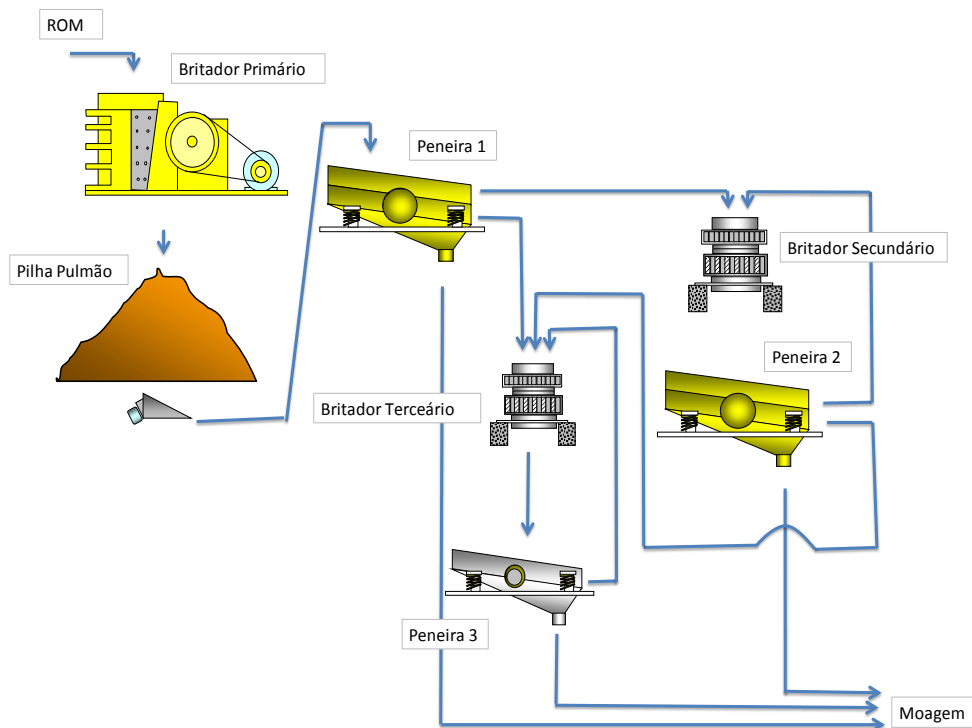 ROM
Britador Primário
Peneira 1
Britador Secundário
Pilha Pulmão
Peneira 2
Britador Terceário
Peneira 3
Moagem